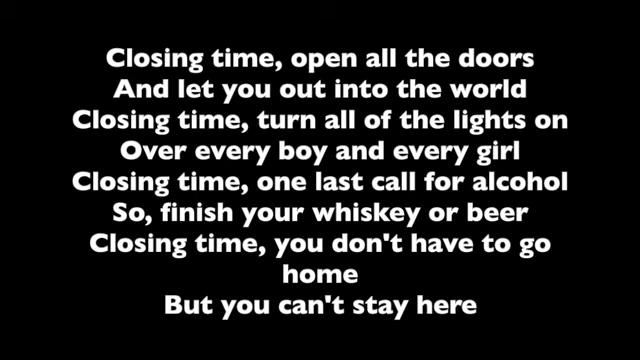 Closing time, open all the doors
And let you out into the world
Closing time, turn all of the lights on
Over every boy and every girl
Closing time, one last call for alcohol
So, finish your whiskey or beer
Closing time, you don't have to go
home
But you can't stay here